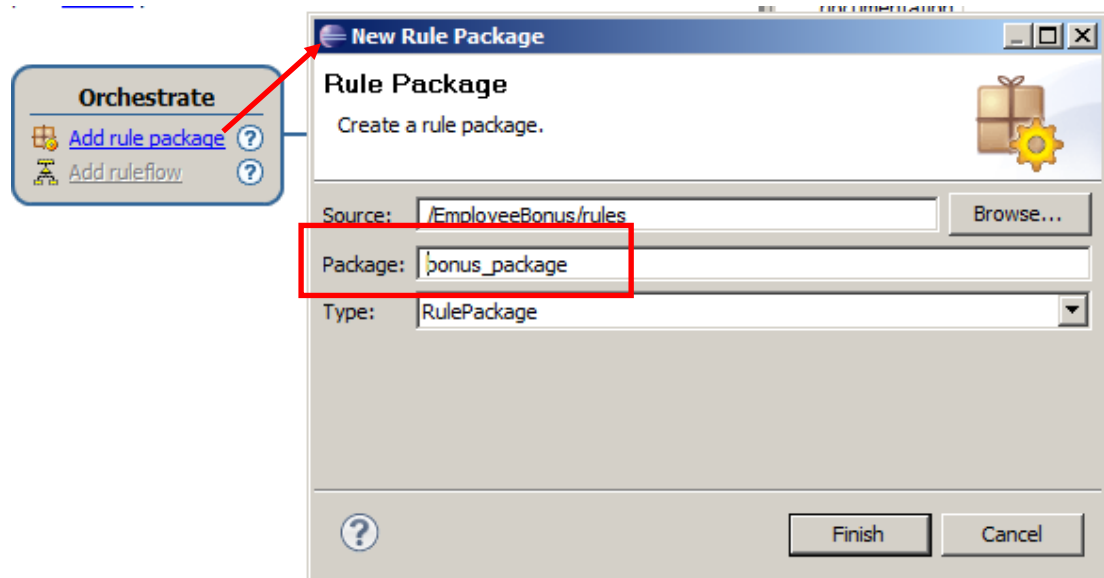 documentation
New Rule Package
Rule Package
Create a rule package.
Orchestrate
Add rule package ?
Add ruleflow ?
Source: /EmployeeBonus/rules Browse...
Package: bonus_package
Type: RulePackage
? Finish Cancel